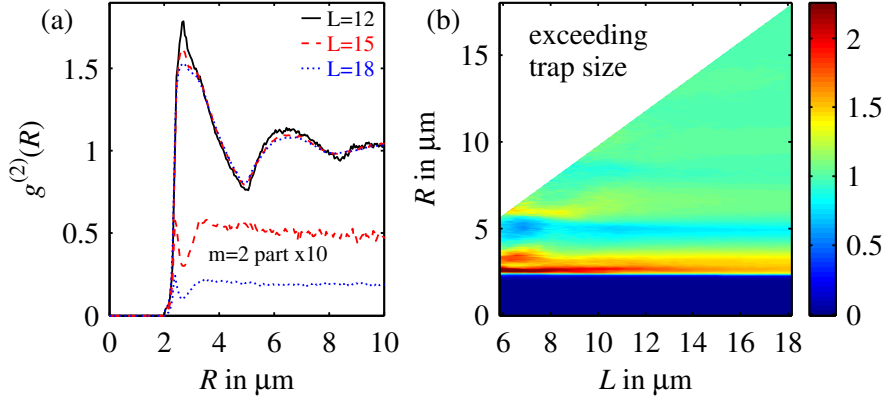 (a)
L=12
L=15
L=18
1.5
1
0.5
0
g⁽²⁾(R)
m=2 part x10
0
2
4
6
8
10
R in μm
(b)
exceeding
trap size
15
10
5
0
R in μm
6
8
10
12
14
16
18
L in μm
2
1.5
1
0.5
0